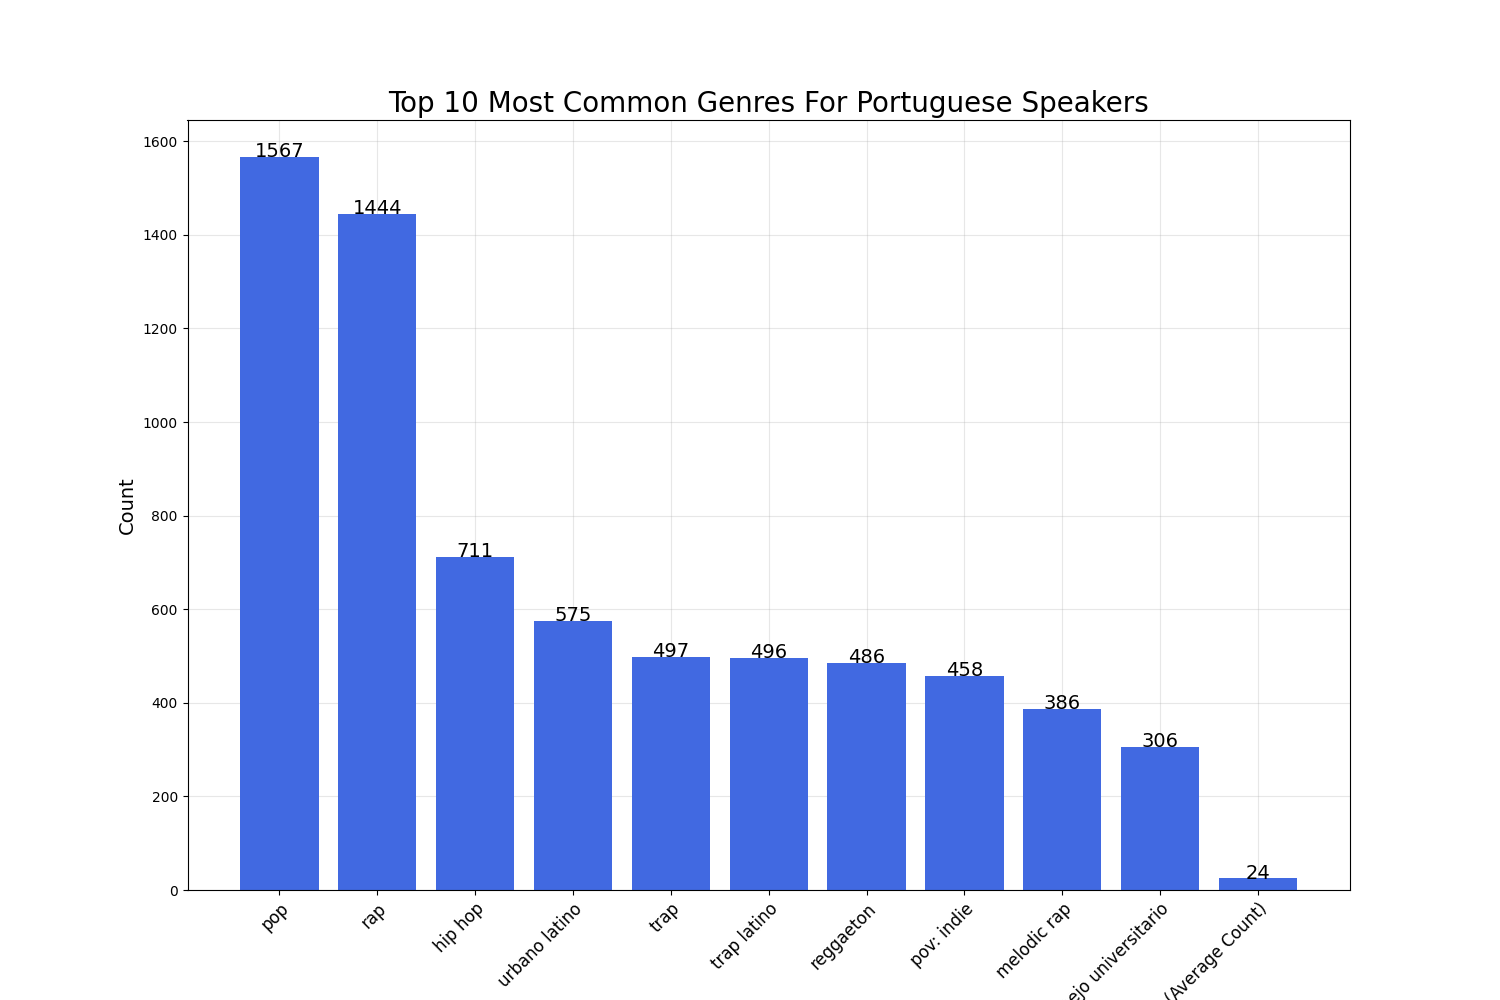 Top 10 Most Common Genres For Portuguese Speakers
1600
1400
1200
1000
800
600
400
200
0
Count
1567
1444
711
575
497
496
486
458
386
306
24
pop
rap
hip hop
urbano latino
trap
trap latino
reggaeton
pov: indie
melodic rap
ejo universitario
(Average Count)